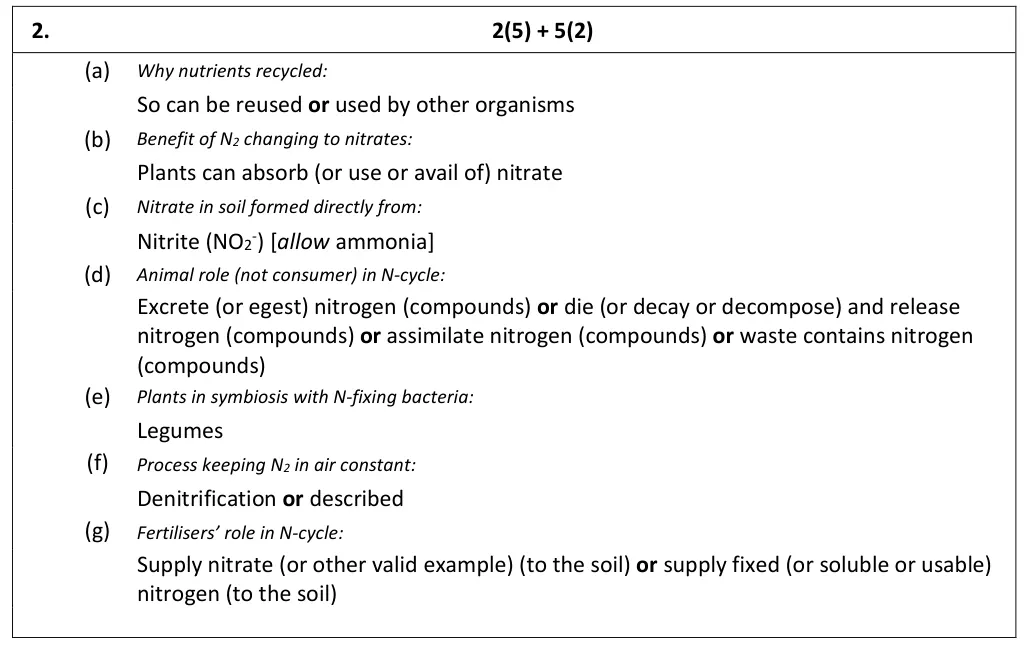 2. 2(5) + 5(2)
(a) Why nutrients recycled:
So can be reused or used by other organisms
(b) Benefit of N₂ changing to nitrates:
Plants can absorb (or use or avail of) nitrate
(c) Nitrate in soil formed directly from:
Nitrite (NO₂⁻) [allow ammonia]
(d) Animal role (not consumer) in N-cycle:
Excrete (or egest) nitrogen (compounds) or die (or decay or decompose) and release
nitrogen (compounds) or assimilate nitrogen (compounds) or waste contains nitrogen
(compounds)
(e) Plants in symbiosis with N-fixing bacteria:
Legumes
(f) Process keeping N₂ in air constant:
Denitrification or described
(g) Fertilisers’ role in N-cycle:
Supply nitrate (or other valid example) (to the soil) or supply fixed (or soluble or usable)
nitrogen (to the soil)